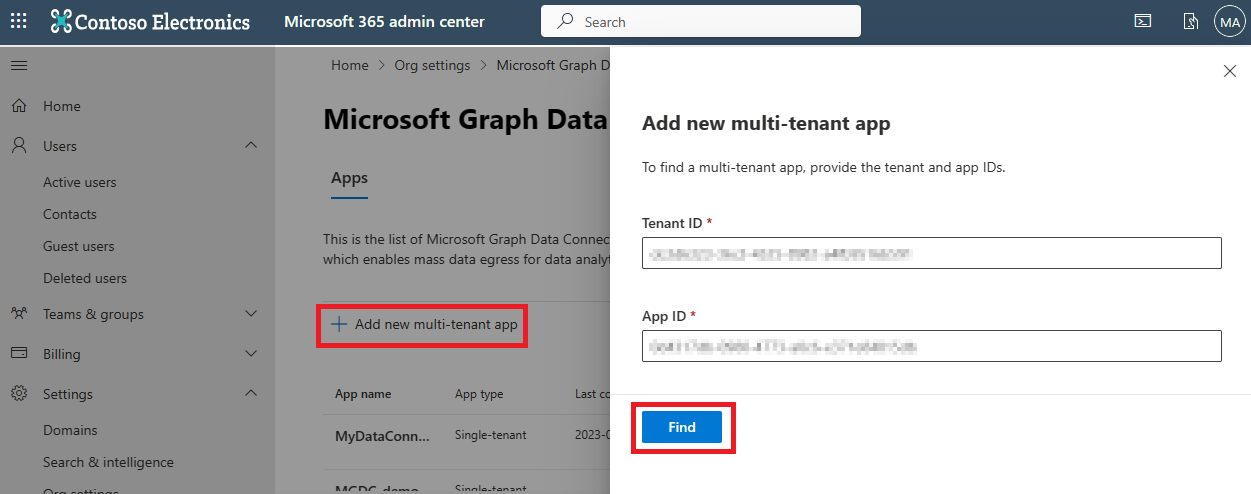 Contoso Electronics
Microsoft 365 admin center
Search
MA
Home
Users
Active users
Contacts
Guest users
Deleted users
Teams & groups
Billing
Settings
Domains
Search & intelligence
Org settings
Home > Org settings > Microsoft Graph D
Microsoft Graph Data
Apps
This is the list of Microsoft Graph Data Connec
which enables mass data egress for data analyt
+ Add new multi-tenant app
App name App type Last co
MyDataConn... Single-tenant 2023-0
MGDC-demo Single-tenant
Add new multi-tenant app
To find a multi-tenant app, provide the tenant and app IDs.
Tenant ID *
App ID *
Find